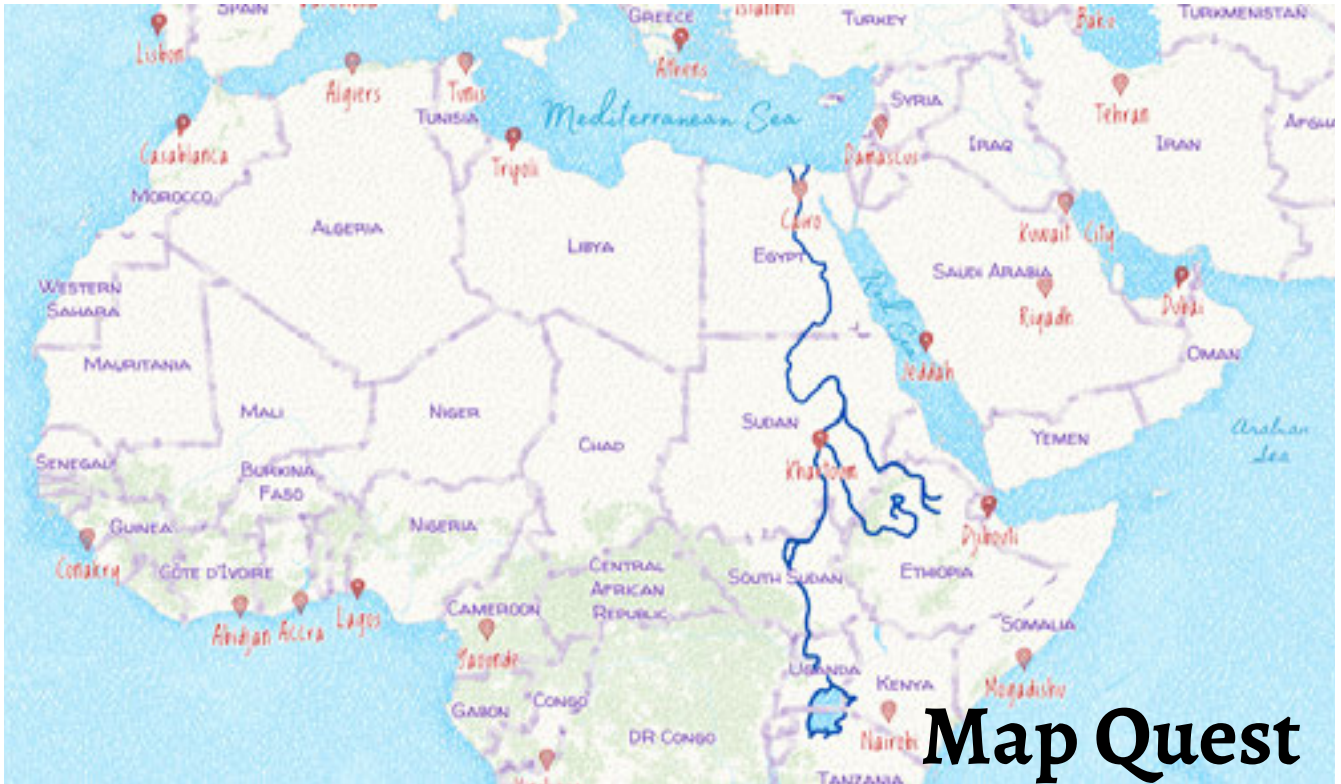 SPAIN
GREECE
Istanbul
TURKEY
Baku
TURKMENISTAN
Lisbon
Athens
Algiers
Tunis
TUNISIA
Mediterranean Sea
SYRIA
Tehran
Casablanca
Tripoli
Damascus
IRAQ
IRAN
MOROCCO
ALGERIA
LIBYA
Cairo
EGYPT
Kuwait City
WESTERN
SAHARA
Red Sea
SAUDI ARABIA
Riyadh
Dubai
MAURITANIA
Jeddah
OMAN
MALI
NIGER
CHAD
SUDAN
YEMEN
Arabian
Sea
SENEGAL
BURKINA
FASO
Khartoum
GUINEA
NIGERIA
Djibouti
Conakry
CÔTE D'IVOIRE
CENTRAL
AFRICAN
REPUBLIC
SOUTH SUDAN
ETHIOPIA
Abidjan
Accra
Lagos
CAMEROON
SOMALIA
Yaounde
UGANDA
KENYA
Mogadishu
GABON
CONGO
DR CONGO
Nairobi
TANZANIA
Map Quest